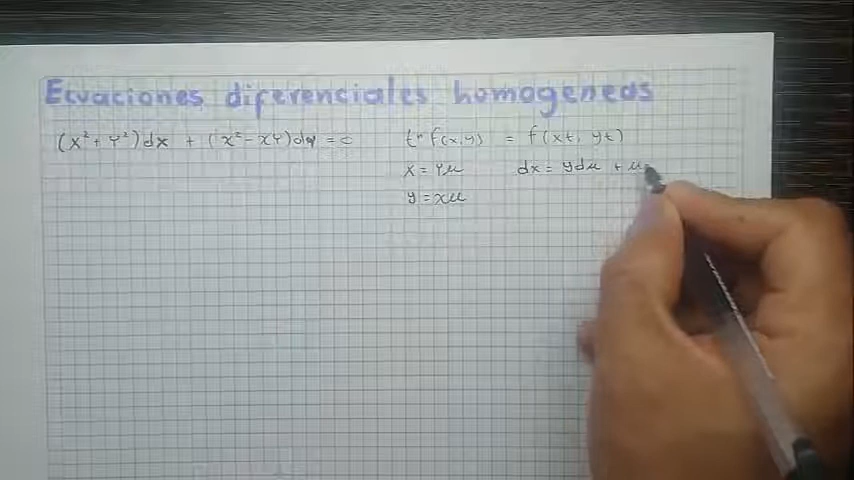 Ecuaciones diferenciales homogeneas
(x² + y²)dx + (x² - xy)dy = 0 tⁿ f(x,y) = f(xt, yt)
x = yu dx = ydu + u
y = xu